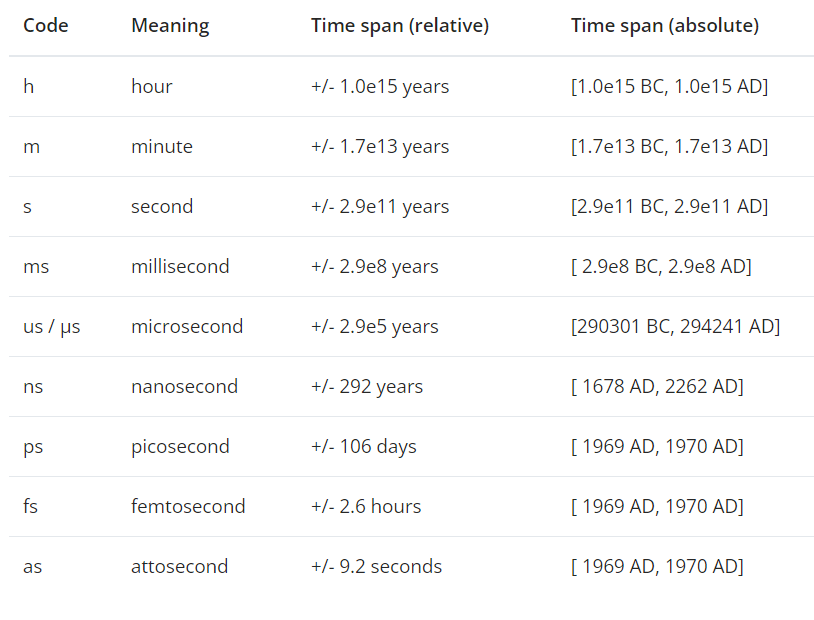 Code Meaning Time span (relative) Time span (absolute)
h hour +/- 1.0e15 years [1.0e15 BC, 1.0e15 AD]
m minute +/- 1.7e13 years [1.7e13 BC, 1.7e13 AD]
s second +/- 2.9e11 years [2.9e11 BC, 2.9e11 AD]
ms millisecond +/- 2.9e8 years [ 2.9e8 BC, 2.9e8 AD]
us / μs microsecond +/- 2.9e5 years [290301 BC, 294241 AD]
ns nanosecond +/- 292 years [ 1678 AD, 2262 AD]
ps picosecond +/- 106 days [ 1969 AD, 1970 AD]
fs femtosecond +/- 2.6 hours [ 1969 AD, 1970 AD]
as attosecond +/- 9.2 seconds [ 1969 AD, 1970 AD]